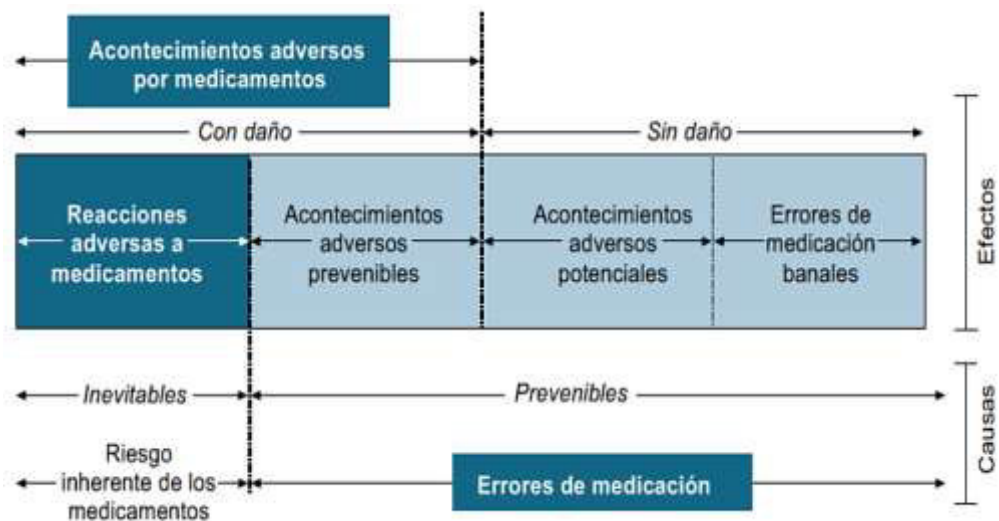 Acontecimientos adversos
por medicamentos
Con daño
Sin daño
Reacciones
adversas a
medicamentos
Acontecimientos
adversos
prevenibles
Acontecimientos
adversos
potenciales
Errores de
medicación
banales
Efectos
Inevitables
Prevenibles
Riesgo
inherente de los
medicamentos
Errores de medicación
Causas